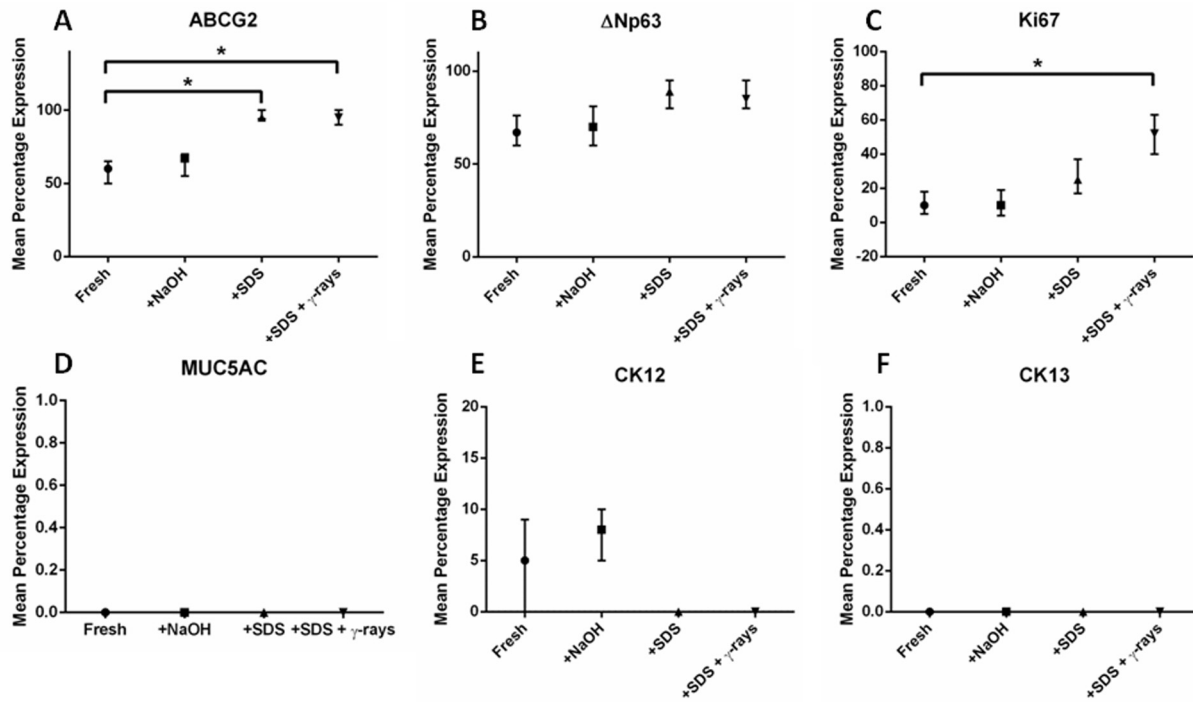 A
ABCG2
*
*
Mean Percentage Expression
100
50
0
Fresh
+NaOH
+SDS
+SDS + γ-rays
B
ΔNp63
Mean Percentage Expression
100
50
0
Fresh
+NaOH
+SDS
+SDS + γ-rays
C
Ki67
*
Mean Percentage Expression
100
80
60
40
20
0
-20
Fresh
+NaOH
+SDS
+SDS + γ-rays
D
MUC5AC
Mean Percentage Expression
1.0
0.8
0.6
0.4
0.2
0.0
Fresh +NaOH +SDS +SDS + γ-rays
E
CK12
Mean Percentage Expression
20
15
10
5
0
Fresh
+NaOH
+SDS
+SDS + γ-rays
F
CK13
Mean Percentage Expression
1.0
0.8
0.6
0.4
0.2
0.0
Fresh
+NaOH
+SDS
+SDS + γ-rays